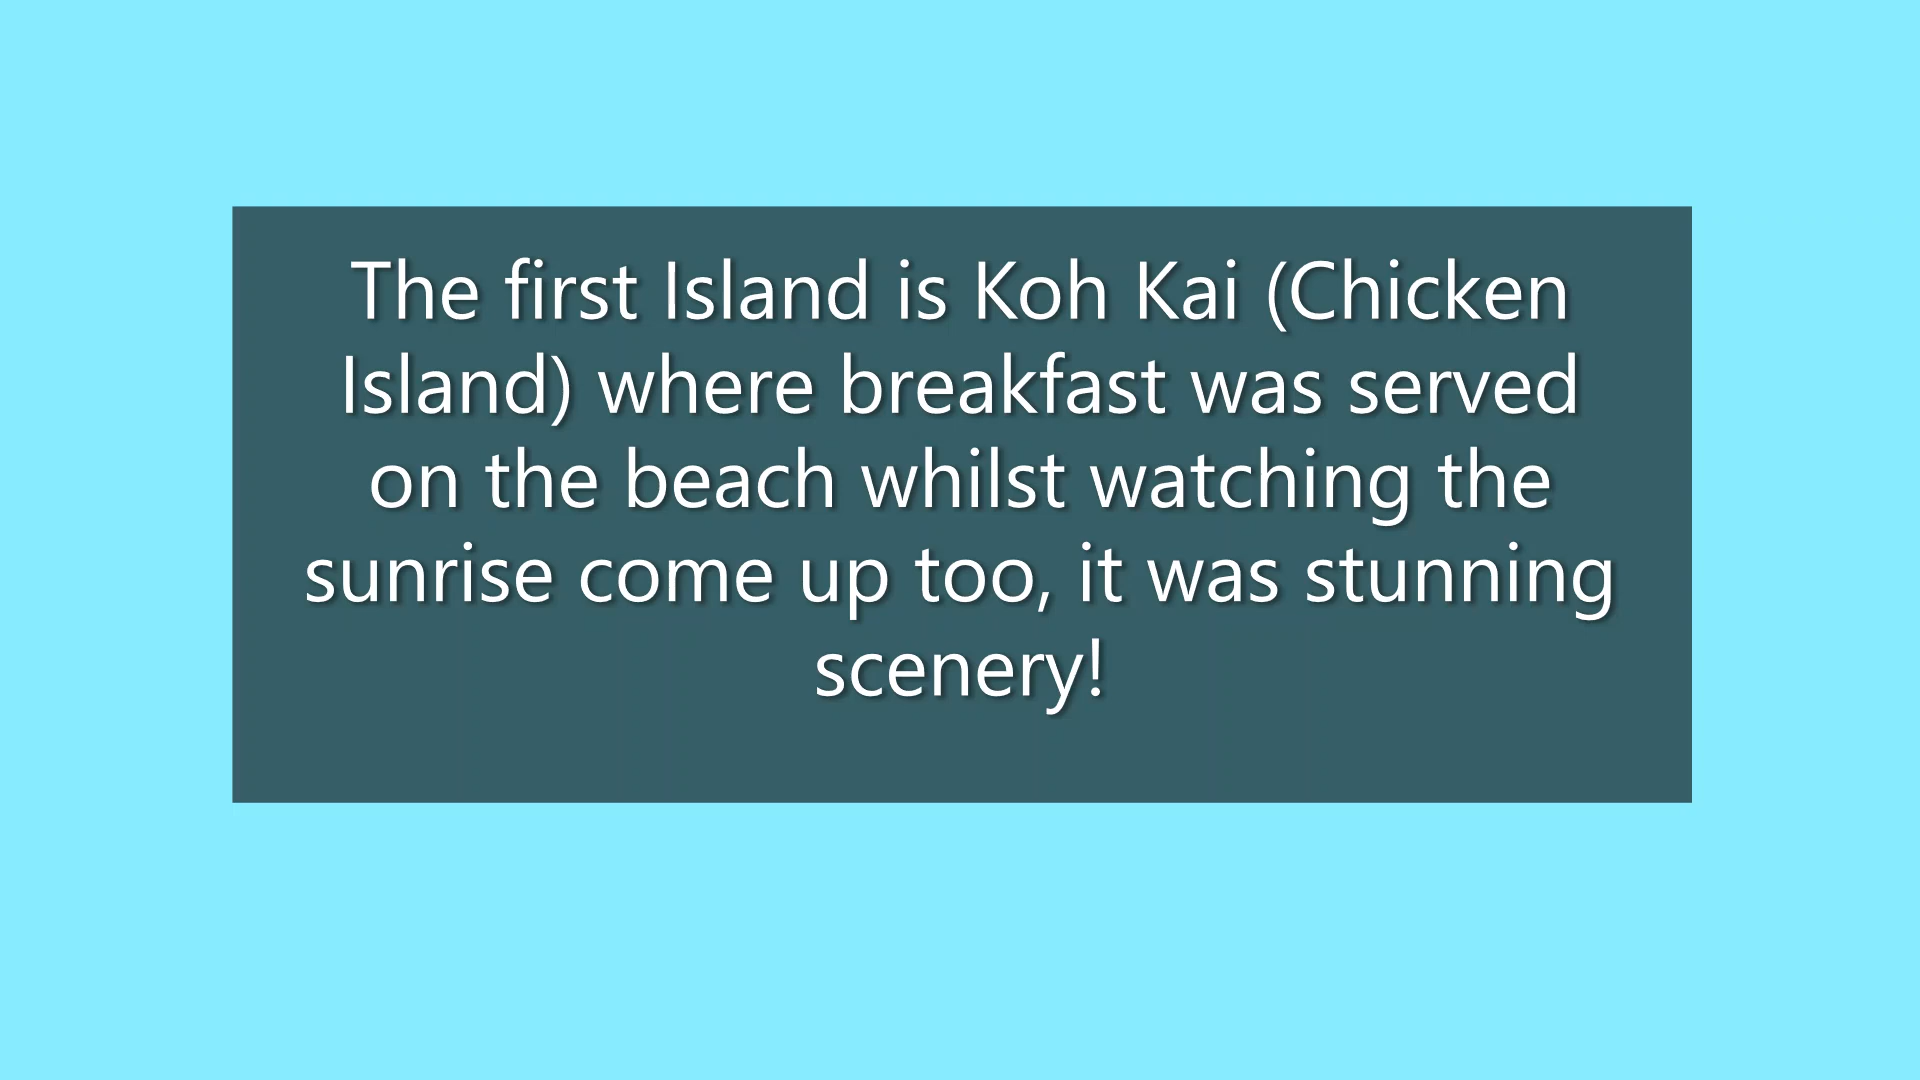 The first Island is Koh Kai (Chicken
Island) where breakfast was served
on the beach whilst watching the
sunrise come up too, it was stunning
scenery!